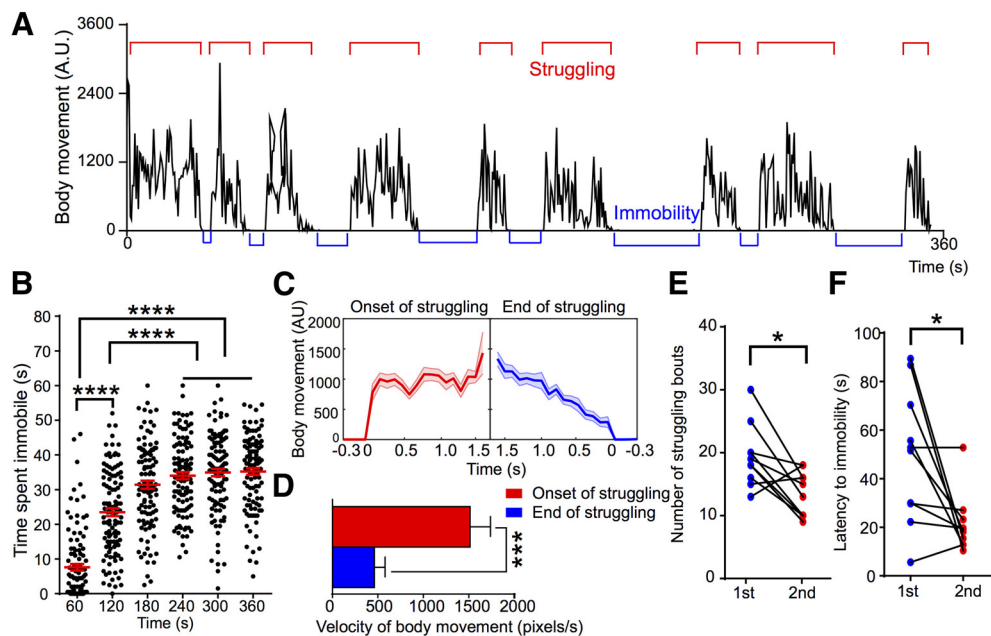 A
Body movement (A.U.)
3600
2400
1200
0
Struggling
Immobility
0
360
Time (s)
B
Time spent immobile (s)
80
70
60
50
40
30
20
10
0
****
****
****
60 120 180 240 300 360
Time (s)
C
Onset of struggling End of struggling
Body movement (AU)
2000
1500
1000
500
0
-0.3 0 0.5 1.0 1.5 1.5 1.0 0.5 0 -0.3
Time (s)
D
Onset of struggling
End of struggling
***
0 500 1000 1500 2000
Velocity of body movement (pixels/s)
E
Number of struggling bouts
40
30
20
10
0
*
1st 2nd
F
Latency to immobility (s)
100
80
60
40
20
0
*
1st 2nd